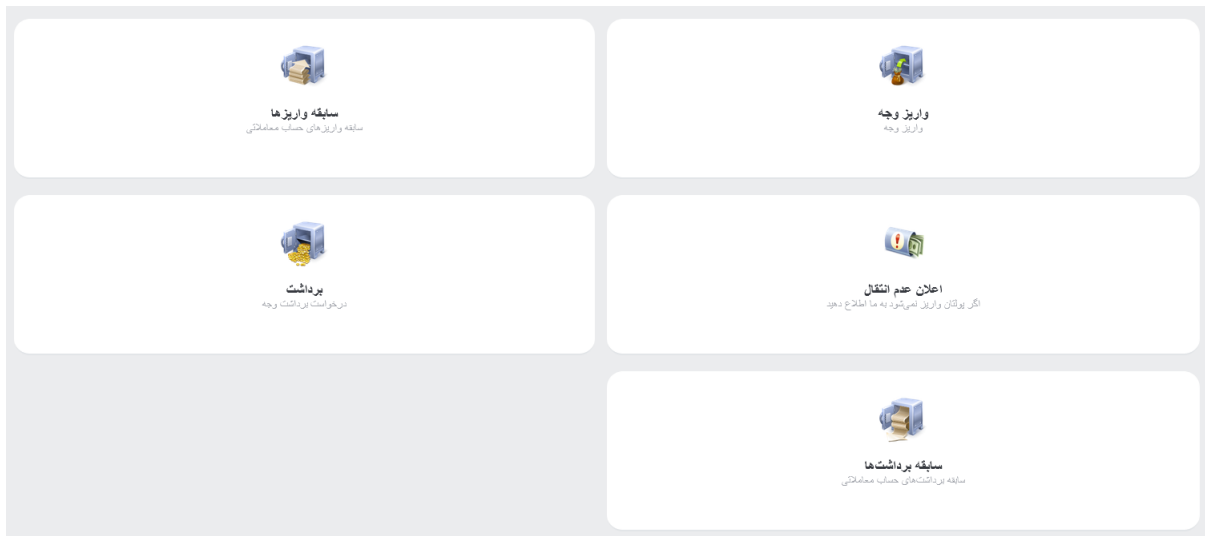 واریز وجه
واریز وجه
سابقه واریزها
سابقه واریزهای حساب معاملاتی
اعلان عدم انتقال
اگر پولتان واریز نمی‌شود به ما اطلاع دهید
برداشت
درخواست برداشت وجه
سابقه برداشت‌ها
سابقه برداشت‌های حساب معاملاتی